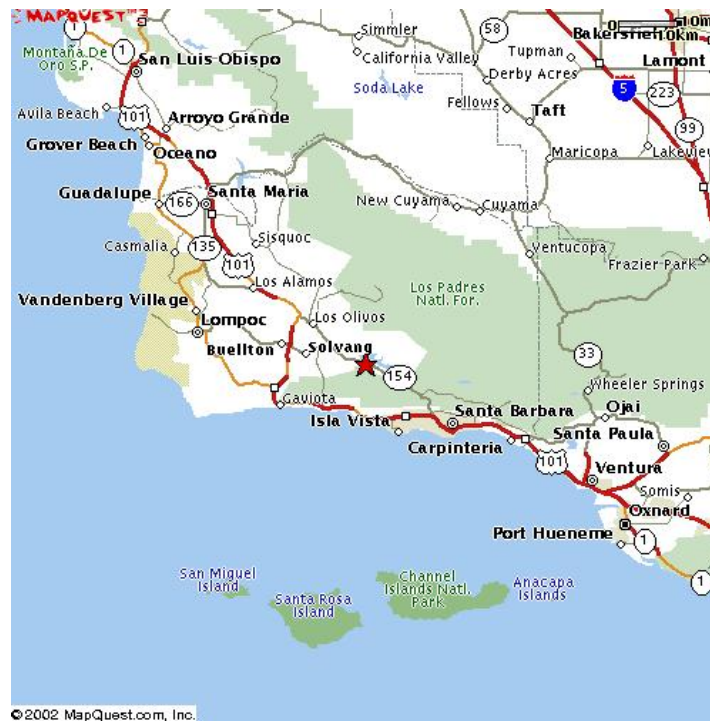 MAPQUEST
1
1
Montana De
Oro S.P.
San Luis Obispo
Simmler
California Valley
Soda Lake
58
Tupman
Derby Acres
Fellows
Taft
Bakersfield
0
10m
10km
Lamont
5
223
99
Avila Beach
101
Arroyo Grande
Grover Beach
Oceano
Maricopa
Lakeview
Guadalupe
166
Santa Maria
New Cuyama
Cuyama
Casmalia
135
Sisquoc
101
Ventucopa
Frazier Park
Los Alamos
Los Padres
Natl. For.
Vandenberg Village
Lompoc
Los Olivos
Buellton
Solvang
154
33
Wheeler Springs
Gaviota
Isla Vista
Santa Barbara
Ojai
Carpinteria
Santa Paula
101
Ventura
Somis
Oxnard
Port Hueneme
1
1
San Miguel
Island
Santa Rosa
Island
Channel
Islands Natl.
Park
Anacapa
Islands
©2002 MapQuest.com, Inc.